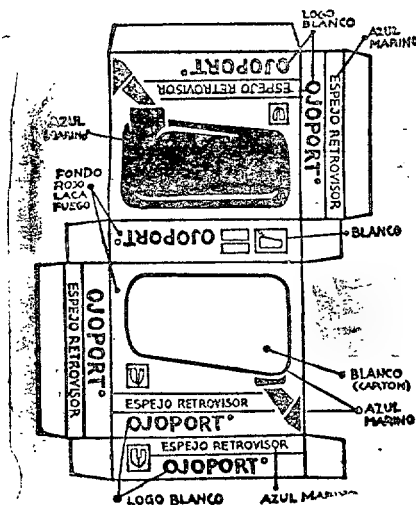 LOGO
BLANCO
AZUL
MARINO
OJOPORT°
ESPEJO RETROVISOR
OJOPORT°
ESPEJO RETROVISOR
AZUL
MARINO
FONDO
ROJO
LACA
FUEGO
OJOPORT°
BLANCO
OJOPORT°
ESPEJO RETROVISOR
BLANCO
(CARTON)
AZUL
MARINO
ESPEJO RETROVISOR
OJOPORT°
ESPEJO RETROVISOR
OJOPORT°
LOGO BLANCO
AZUL MARINO